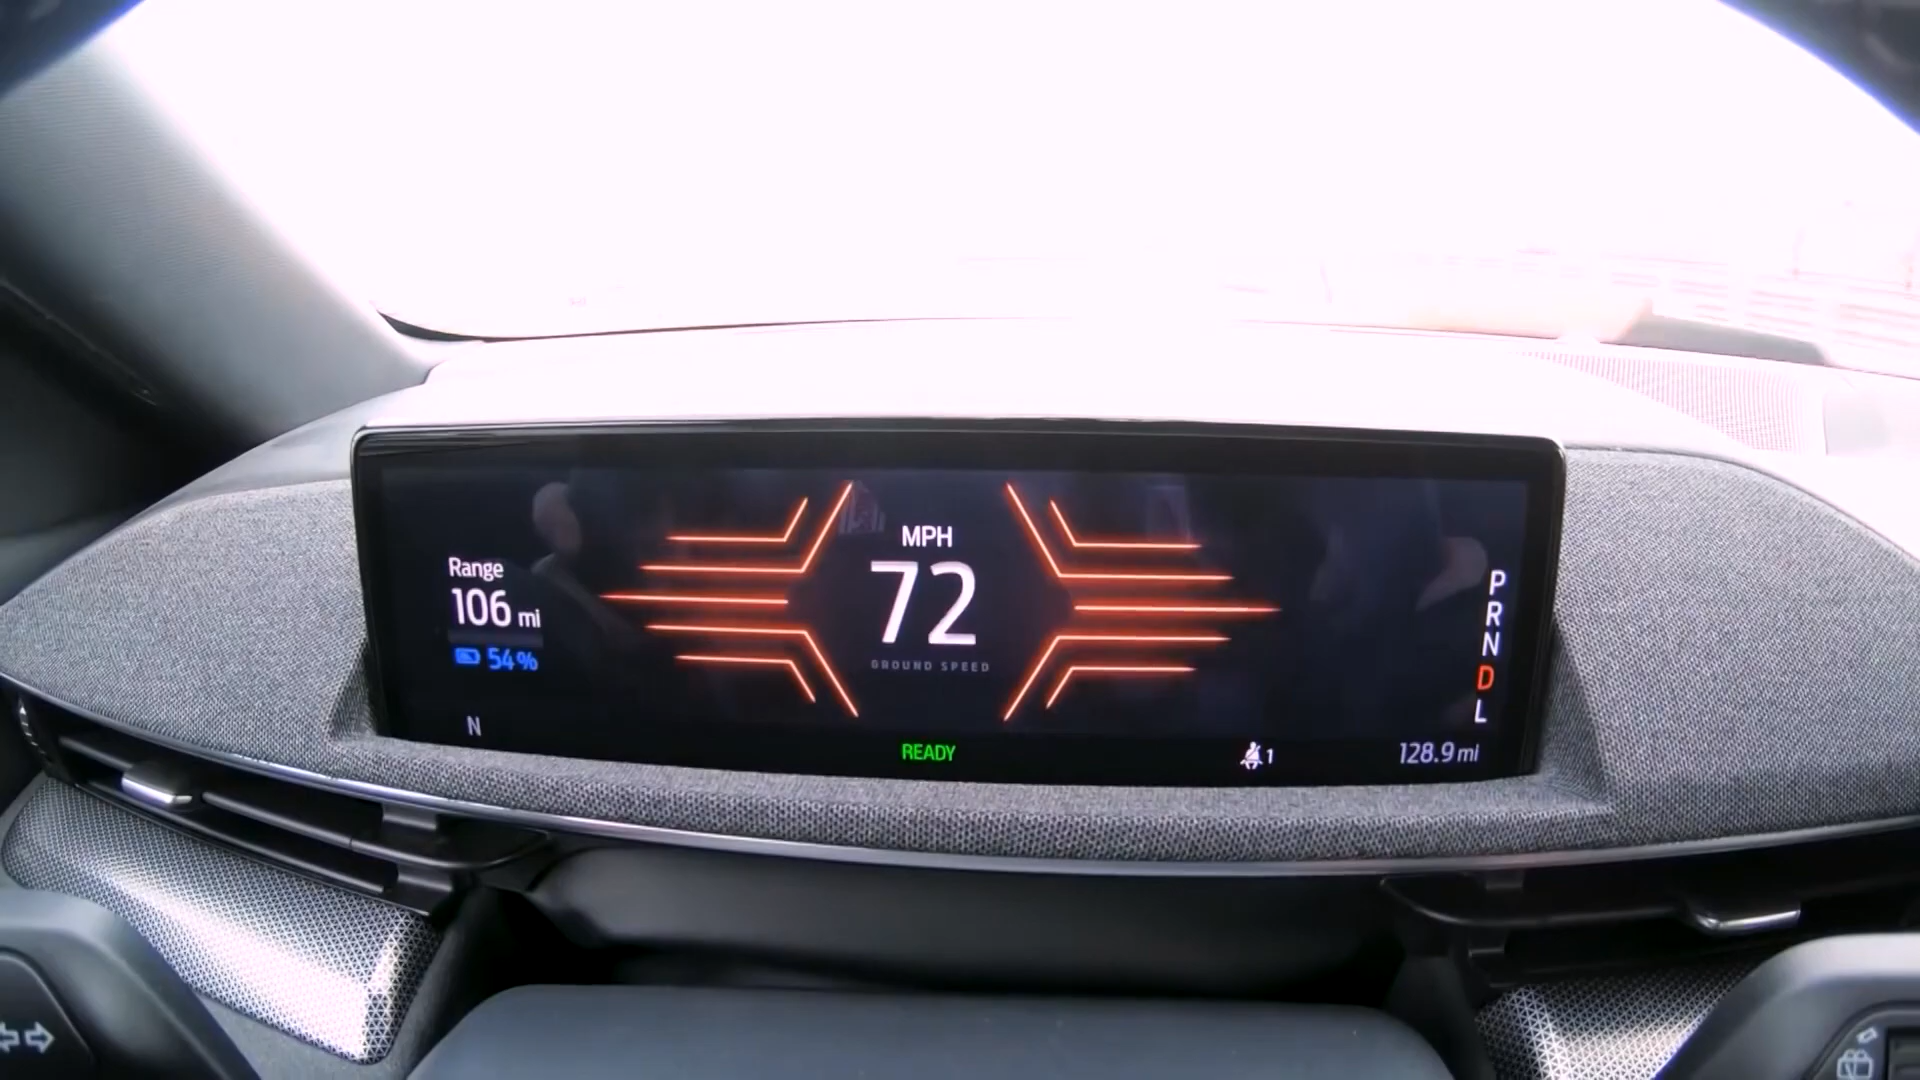 MPH
Range
72
106 mi
54%
GROUND SPEED
P
R
N
D
L
N
READY
1
128.9 mi